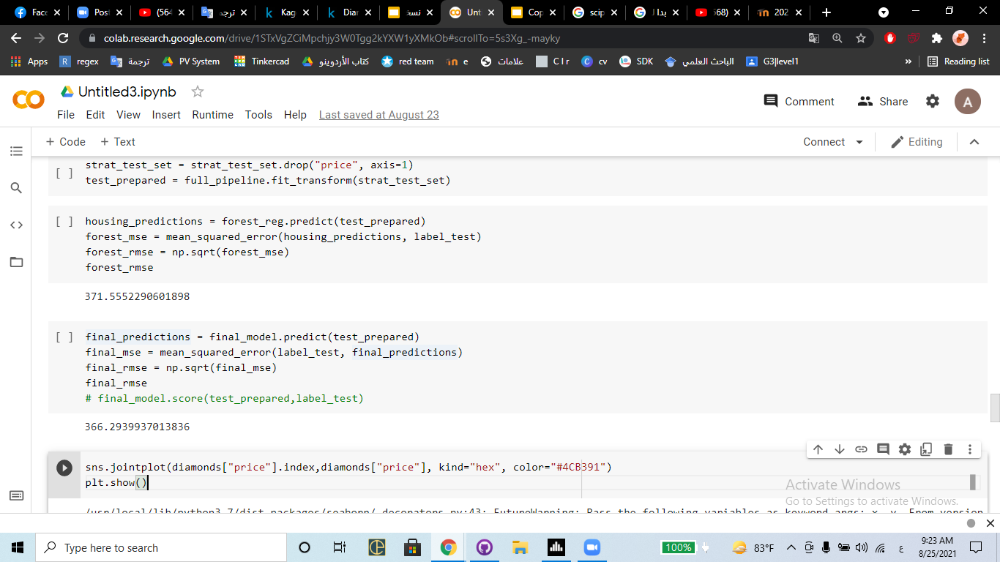 Face
Post
(564
ترجـ
Kag
Diar
نسخ
Unt
Cop
scip
بدا ل
568)
202
colab.research.google.com/drive/1STxVgZCiMpchjy3W0Tgg2kYXW1yXMkOb#scrollTo=5s3Xg_-mayky
Apps
regex
ترجمة
PV System
Tinkercad
كتاب الأردوينو
red team
e
علامات
C I r
cv
SDK
الباحث العلمي
G3|level1
»
Reading list
Untitled3.ipynb
Comment
Share
A
File Edit View Insert Runtime Tools Help Last saved at August 23
+ Code + Text
Connect
Editing
strat_test_set = strat_test_set.drop("price", axis=1)
[ ]
test_prepared = full_pipeline.fit_transform(strat_test_set)
[ ] housing_predictions = forest_reg.predict(test_prepared)
forest_mse = mean_squared_error(housing_predictions, label_test)
forest_rmse = np.sqrt(forest_mse)
forest_rmse
371.5552290601898
[ ] final_predictions = final_model.predict(test_prepared)
final_mse = mean_squared_error(label_test, final_predictions)
final_rmse = np.sqrt(final_mse)
final_rmse
# final_model.score(test_prepared,label_test)
366.2939937013836
sns.jointplot(diamonds["price"].index,diamonds["price"], kind="hex", color="#4CB391")
plt.show()
/usr/local/lib/python3.7/dist-packages/seaborn/_decorators.py:43: FutureWarning: Pass the following variables as keyword args: x, y. From version
Activate Windows
Go to Settings to activate Windows.
Type here to search
100%
83°F
ع
9:23 AM
8/25/2021